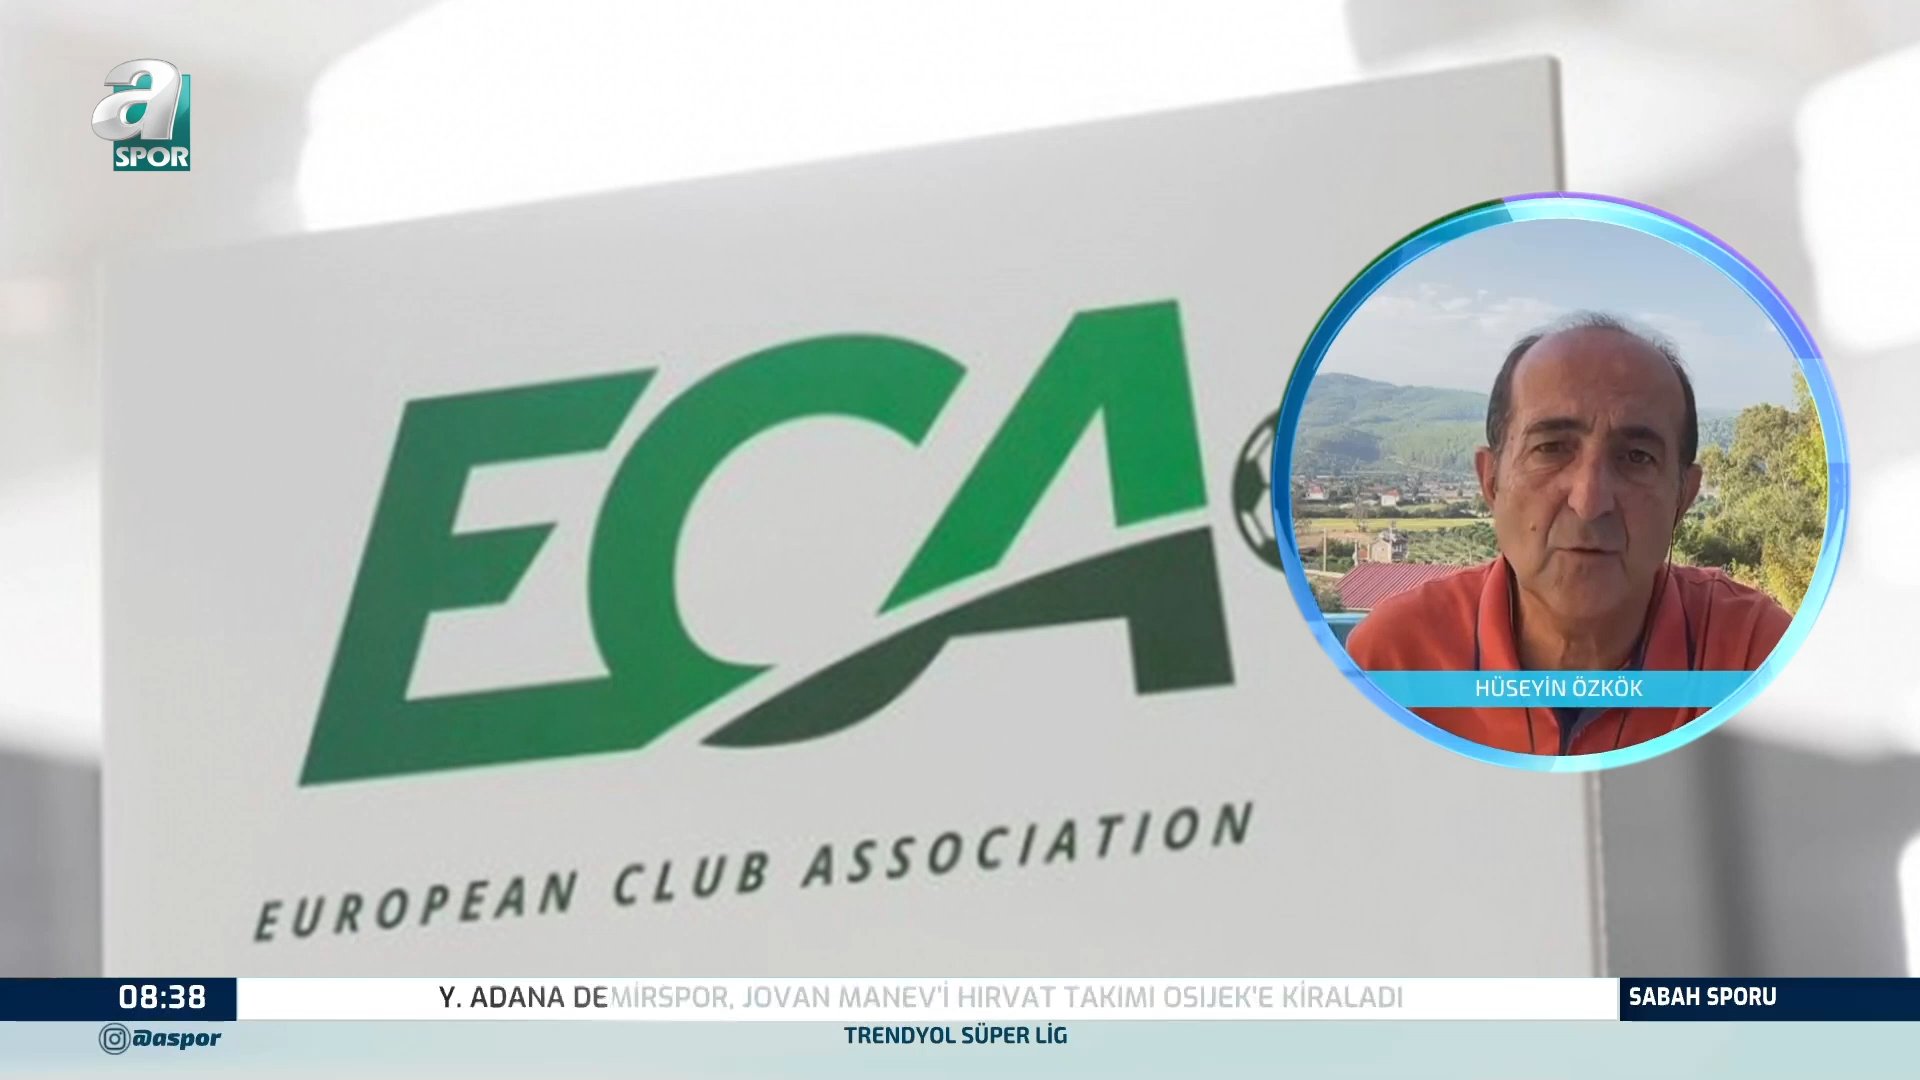 a
SPOR
ECA
EUROPEAN CLUB ASSOCIATION
HÜSEYİN ÖZKÖK
08:38
Y. ADANA DEMİRSPOR, JOVAN MANEV'İ HIRVAT TAKIMI OSIJEK'E KİRALADI
SABAH SPORU
@aspor
TRENDYOL SÜPER LİG